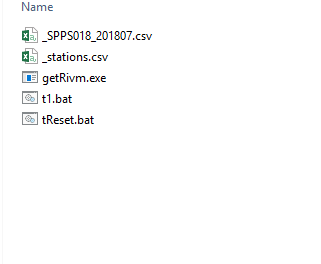 Name
_SPPS018_201807.csv
_stations.csv
getRivm.exe
t1.bat
tReset.bat